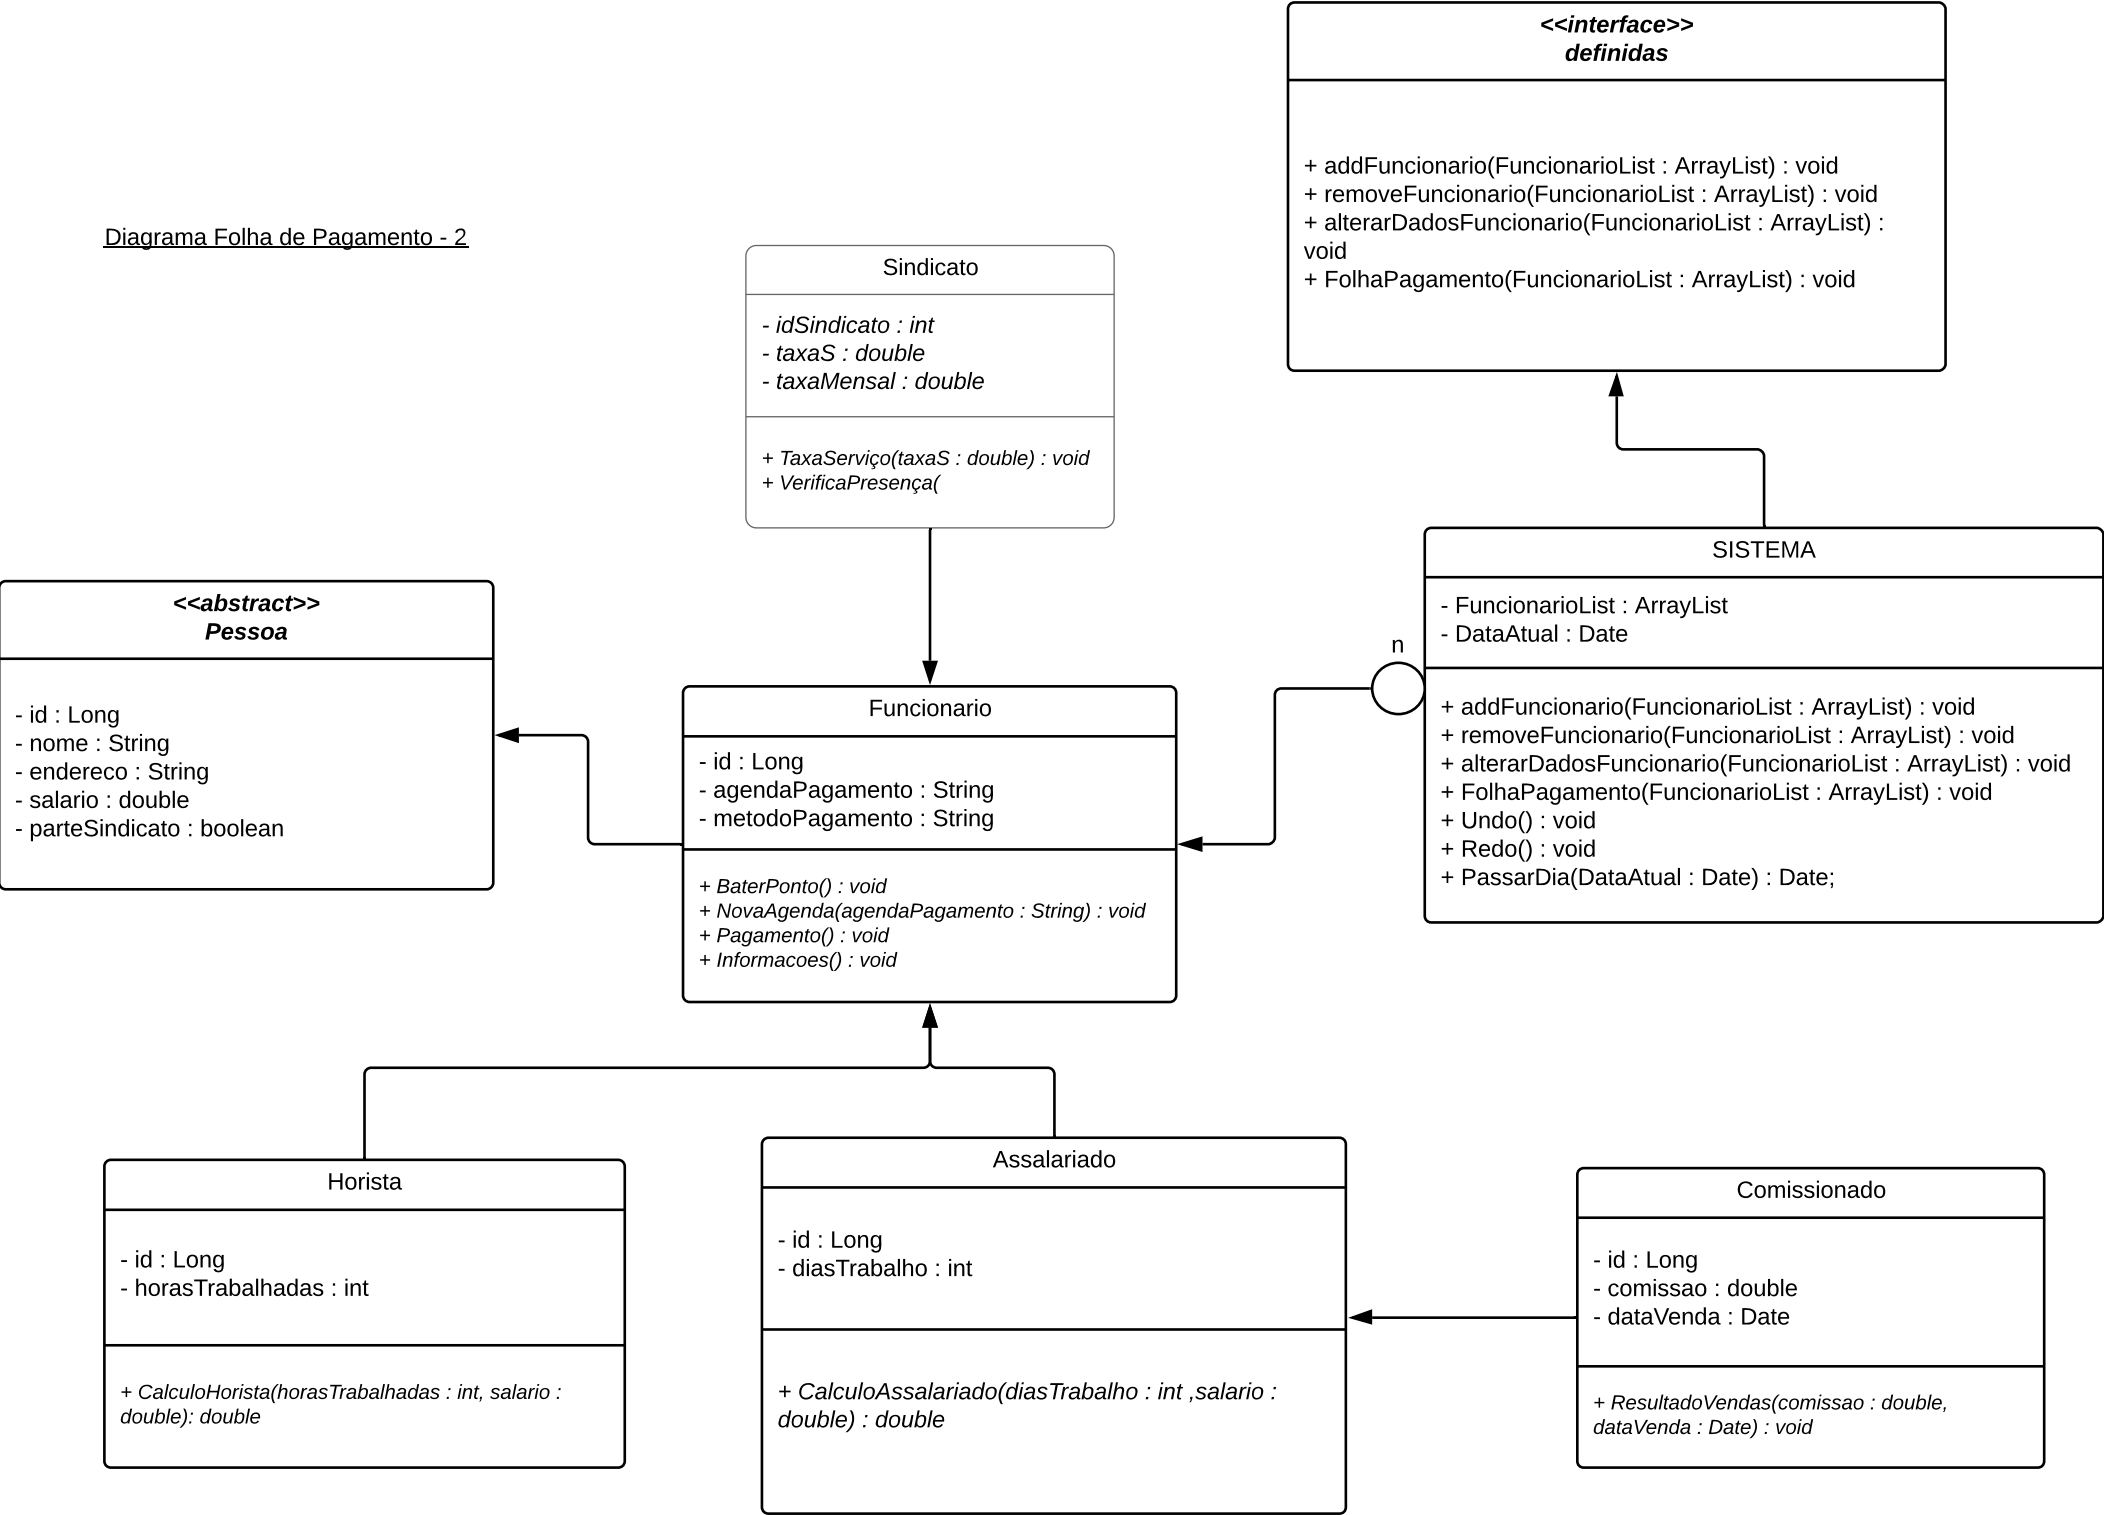 <<interface>>
definidas
+ addFuncionario(FuncionarioList : ArrayList) : void
+ removeFuncionario(FuncionarioList : ArrayList) : void
+ alterarDadosFuncionario(FuncionarioList : ArrayList) :
void
+ FolhaPagamento(FuncionarioList : ArrayList) : void
Diagrama Folha de Pagamento - 2
Sindicato
- idSindicato : int
- taxaS : double
- taxaMensal : double
+ TaxaServiço(taxaS : double) : void
+ VerificaPresença(
<<abstract>>
Pessoa
- id : Long
- nome : String
- endereco : String
- salario : double
- parteSindicato : boolean
Funcionario
- id : Long
- agendaPagamento : String
- metodoPagamento : String
+ BaterPonto() : void
+ NovaAgenda(agendaPagamento : String) : void
+ Pagamento() : void
+ Informacoes() : void
n
SISTEMA
- FuncionarioList : ArrayList
- DataAtual : Date
+ addFuncionario(FuncionarioList : ArrayList) : void
+ removeFuncionario(FuncionarioList : ArrayList) : void
+ alterarDadosFuncionario(FuncionarioList : ArrayList) : void
+ FolhaPagamento(FuncionarioList : ArrayList) : void
+ Undo() : void
+ Redo() : void
+ PassarDia(DataAtual : Date) : Date;
Horista
- id : Long
- horasTrabalhadas : int
+ CalculoHorista(horasTrabalhadas : int, salario :
double): double
Assalariado
- id : Long
- diasTrabalho : int
+ CalculoAssalariado(diasTrabalho : int ,salario :
double) : double
Comissionado
- id : Long
- comissao : double
- dataVenda : Date
+ ResultadoVendas(comissao : double,
dataVenda : Date) : void